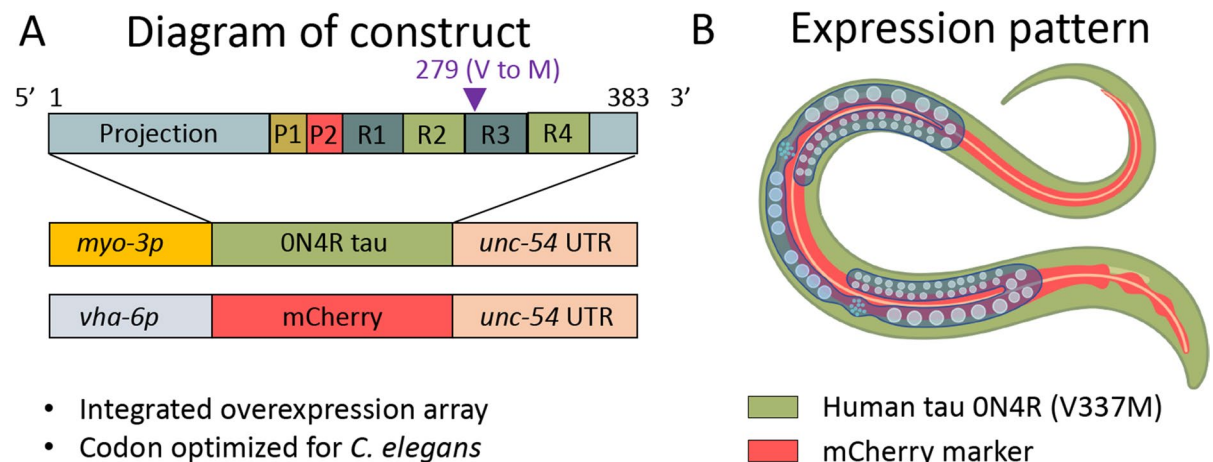 A Diagram of construct
279 (V to M)
5’ 1 383 3’
Projection P1 P2 R1 R2 R3 R4
myo-3p 0N4R tau unc-54 UTR
vha-6p mCherry unc-54 UTR
• Integrated overexpression array
• Codon optimized for C. elegans
B Expression pattern
Human tau 0N4R (V337M)
mCherry marker